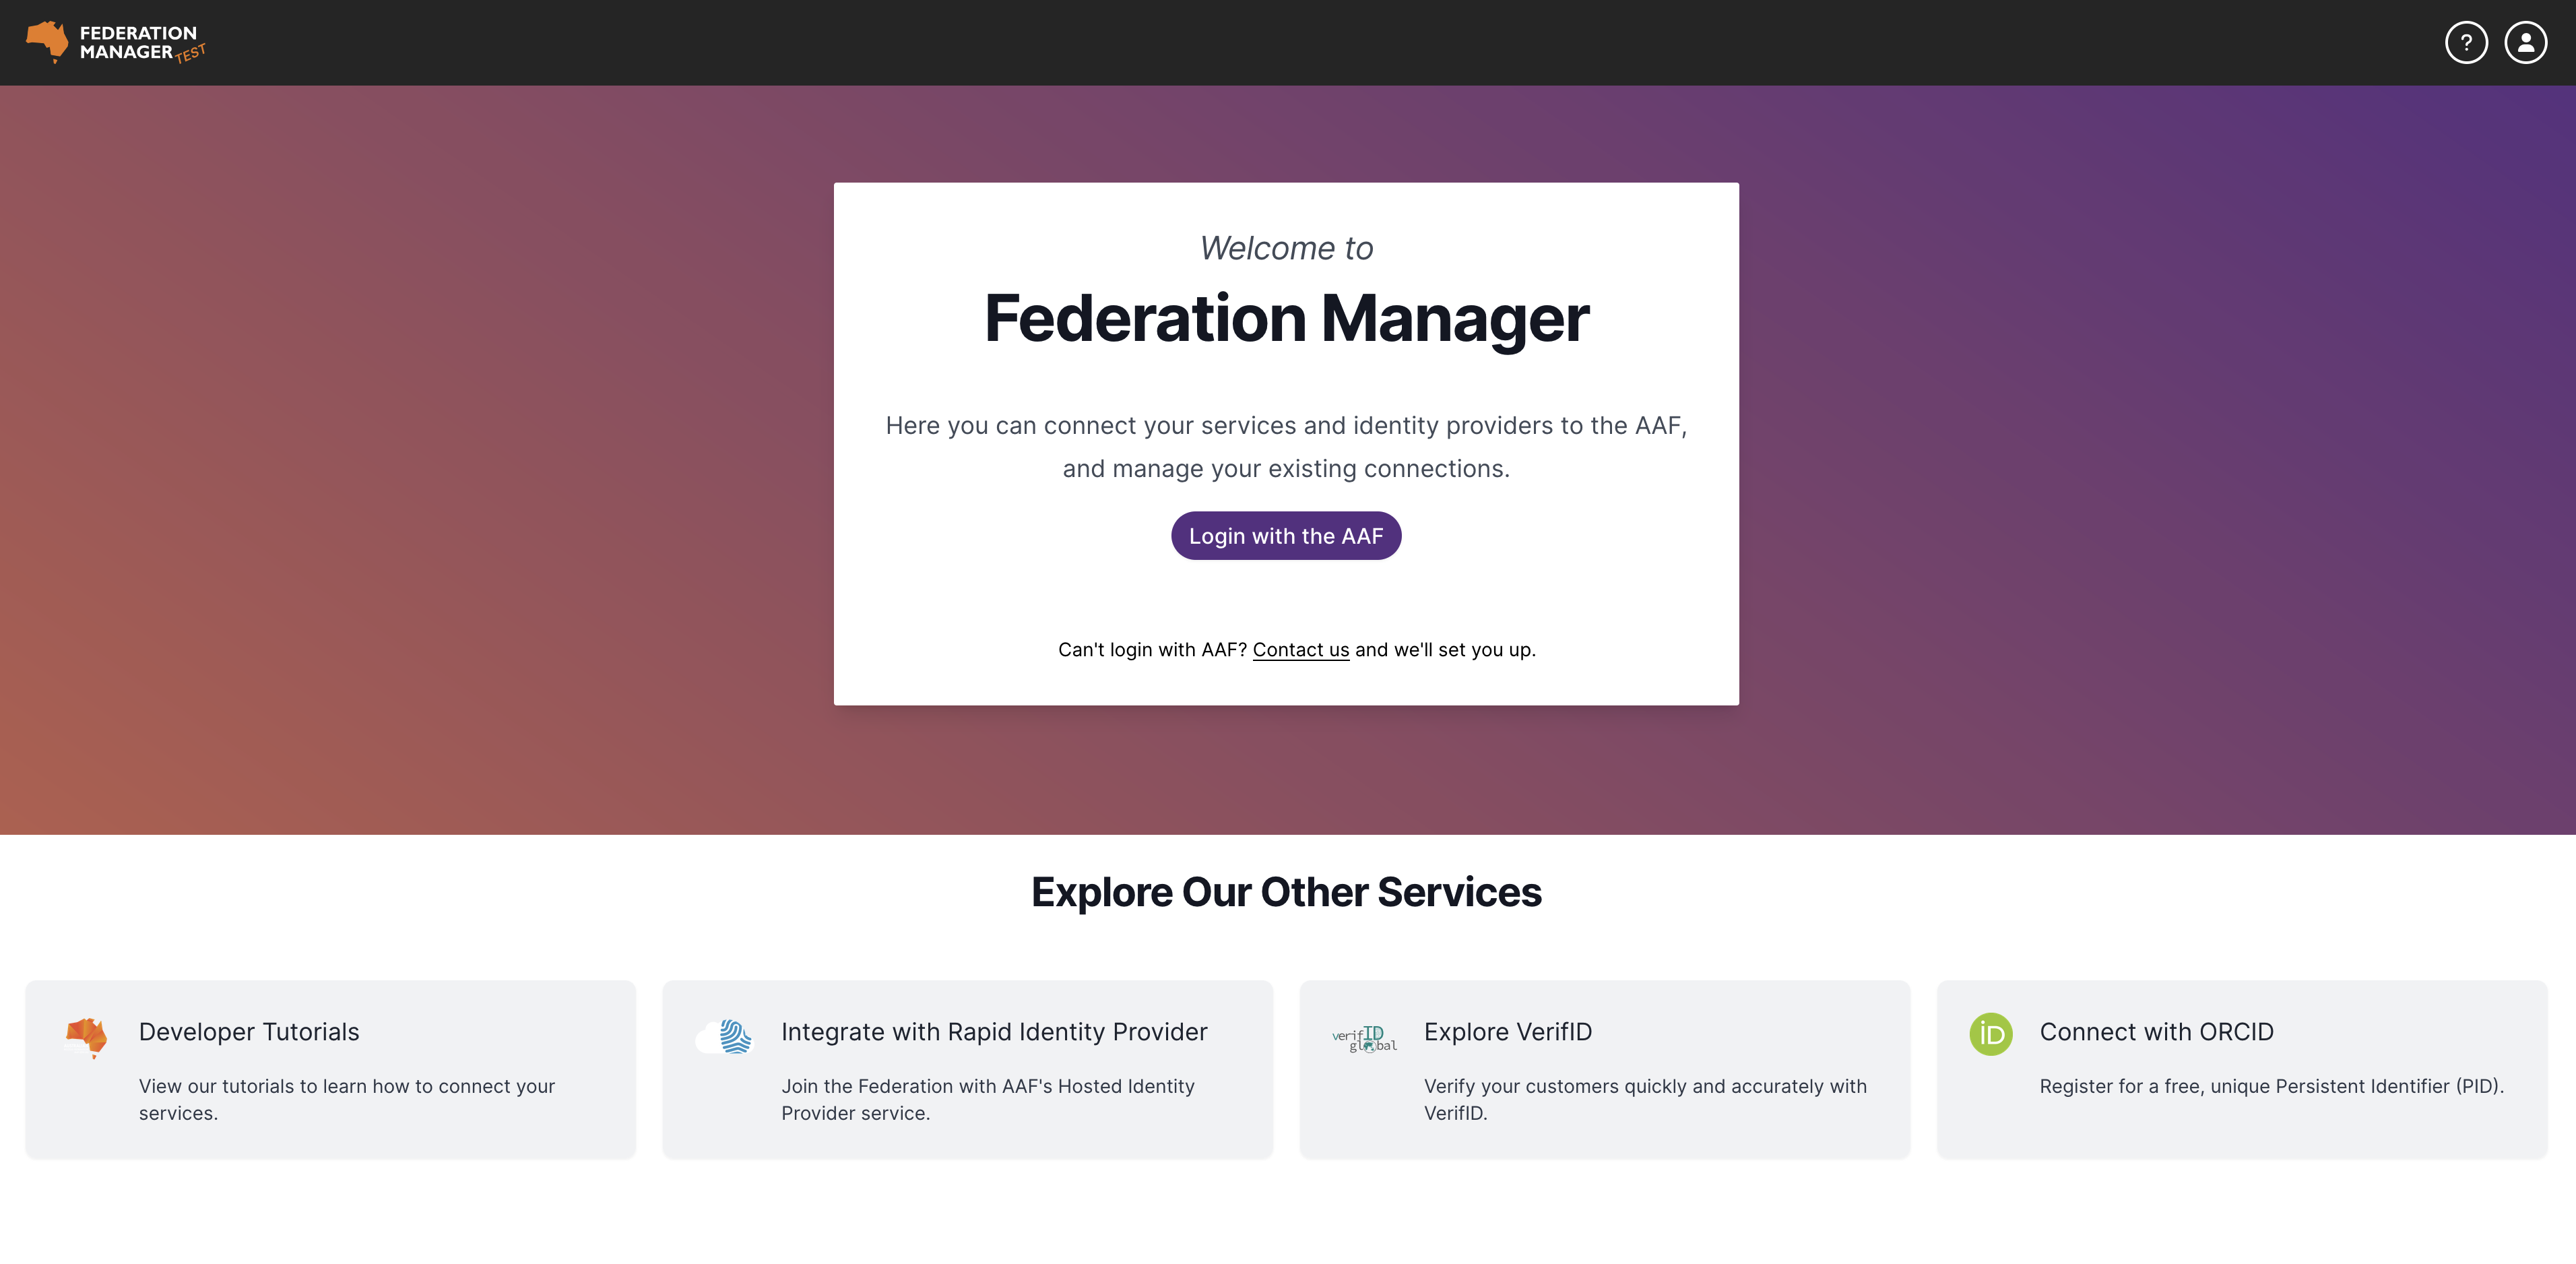 FEDERATION
MANAGER TEST
?
Welcome to
Federation Manager
Here you can connect your services and identity providers to the AAF,
and manage your existing connections.
Login with the AAF
Can't login with AAF? Contact us and we'll set you up.
Explore Our Other Services
Developer Tutorials
View our tutorials to learn how to connect your
services.
Integrate with Rapid Identity Provider
Join the Federation with AAF's Hosted Identity
Provider service.
verifID
global
Explore VerifID
Verify your customers quickly and accurately with
VerifID.
iD
Connect with ORCID
Register for a free, unique Persistent Identifier (PID).